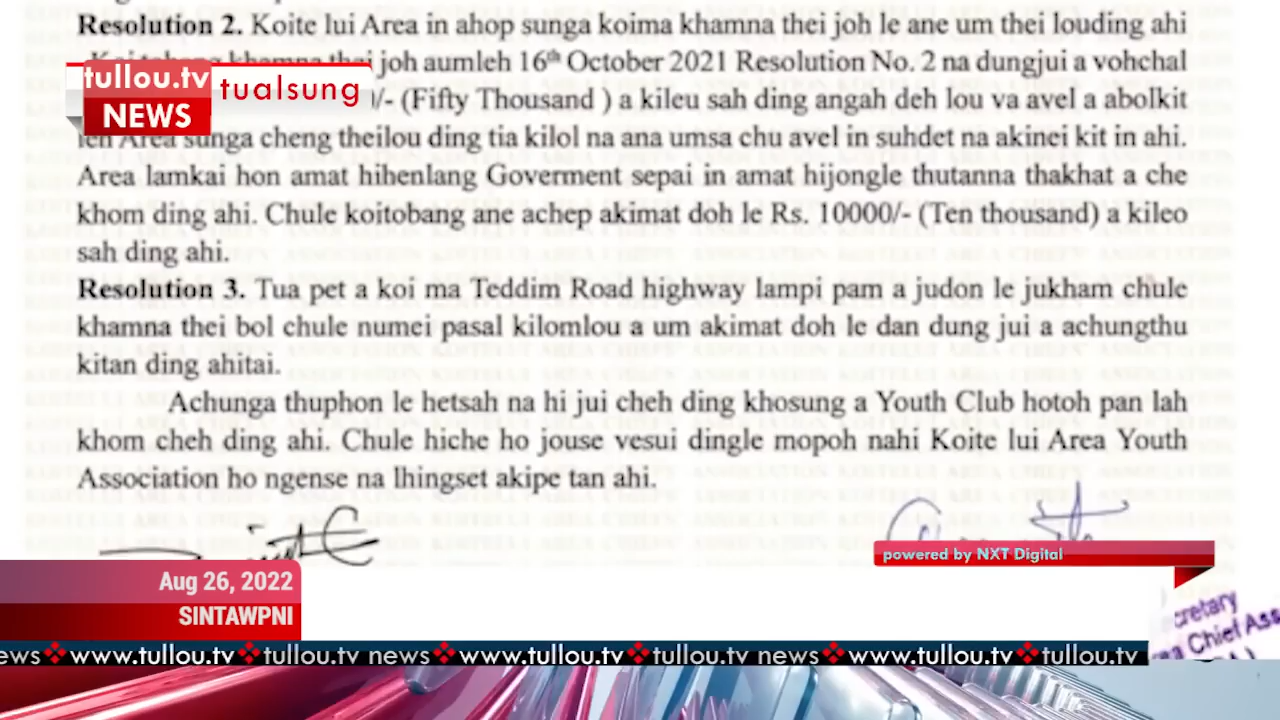 Resolution 2. Koite lui Area in ahop sunga koima khamna thei joh le ane um thei louding ahi
thei joh aumleh 16th October 2021 Resolution No. 2 na dungjui a vohchal
/- (Fifty Thousand ) a kileu sah ding angah deh lou va avel a abolkit
leh Area sunga cheng theilou ding tia kilol na ana umsa chu avel in suhdet na akinei kit in ahi.
Area lamkai hon amat hihenlang Goverment sepai in amat hijongle thutanna thakhat a che
khom ding ahi. Chule koitobang ane achep akimat doh le Rs. 10000/- (Ten thousand) a kileo
sah ding ahi.
Resolution 3. Tua pet a koi ma Teddim Road highway lampi pam a judon le jukham chule
khamna thei bol chule numei pasal kilomlou a um akimat doh le dan dung jui a achungthu
kitan ding ahitai.
Achunga thuphon le hetsah na hi jui cheh ding khosung a Youth Club hotoh pan lah
khom cheh ding ahi. Chule hiche ho jouse vesui dingle mopoh nahi Koite lui Area Youth
Association ho ngense na lhingset akipe tan ahi.
tullou.tv
NEWS
tualsung
powered by NXT Digital
Aug 26, 2022
SINTAWPNI
cretary
Chief Ass
ews www.tullou.tv tullou.tv news www.tullou.tv tullou.tv news www.tullou.tv tullou.tv